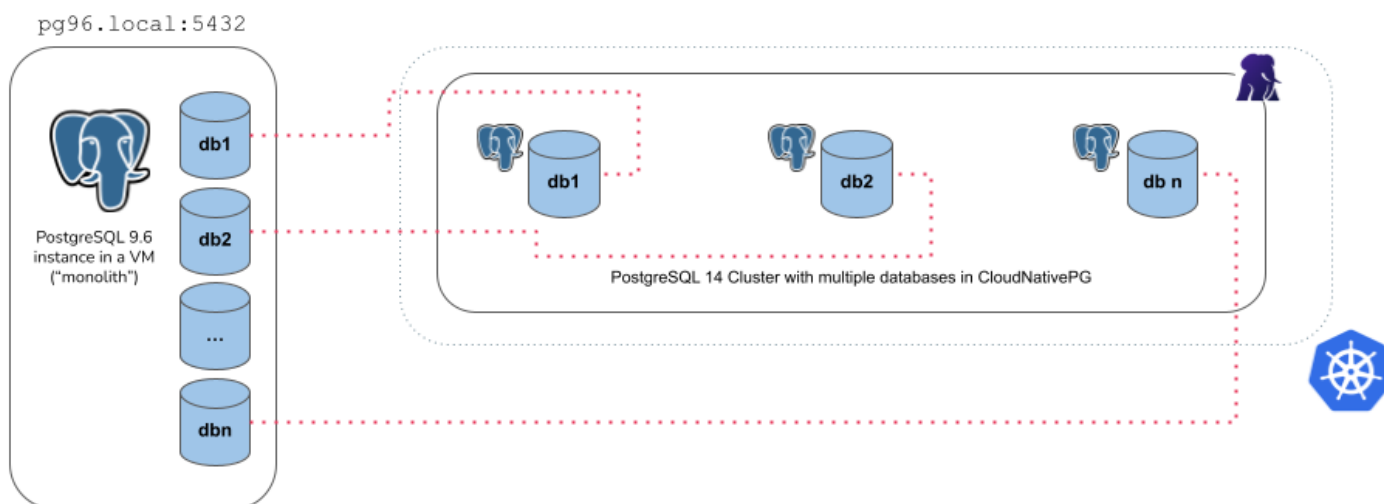 pg96.local:5432
db1
PostgreSQL 9.6
instance in a VM
("monolith")
db2
...
dbn
db1
db2
db n
PostgreSQL 14 Cluster with multiple databases in CloudNativePG